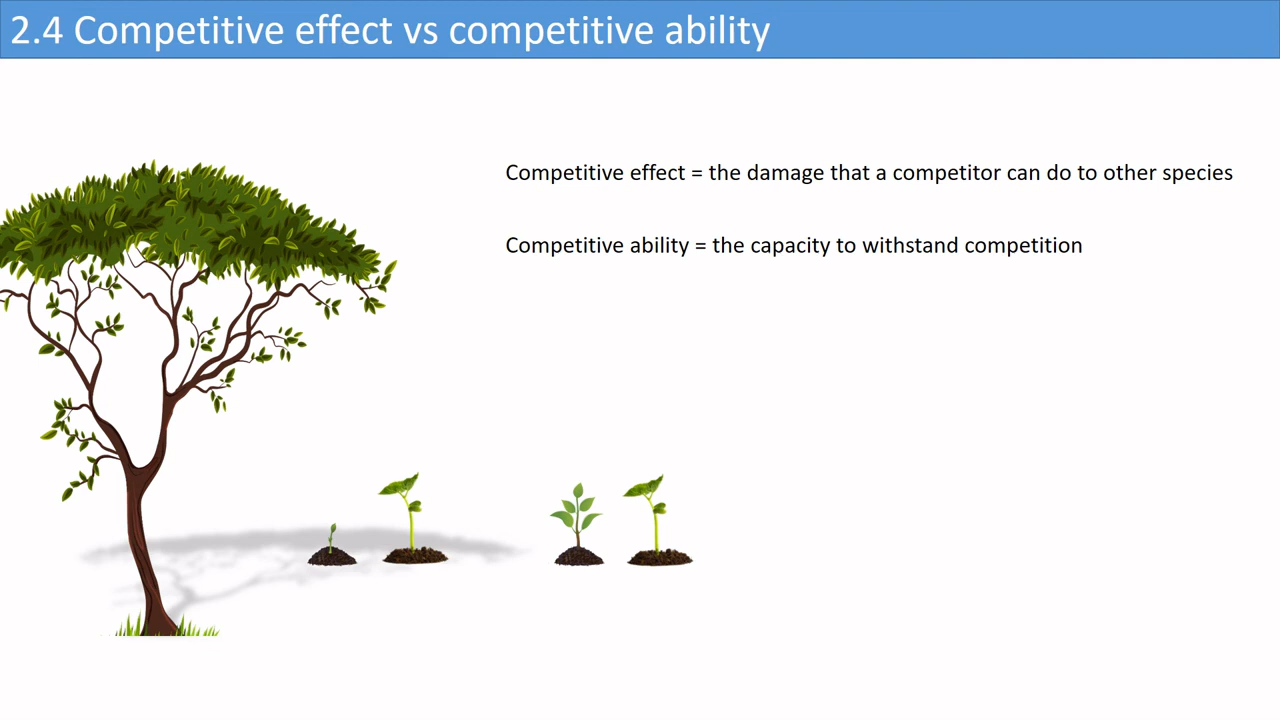 2.4 Competitive effect vs competitive ability
Competitive effect = the damage that a competitor can do to other species
Competitive ability = the capacity to withstand competition